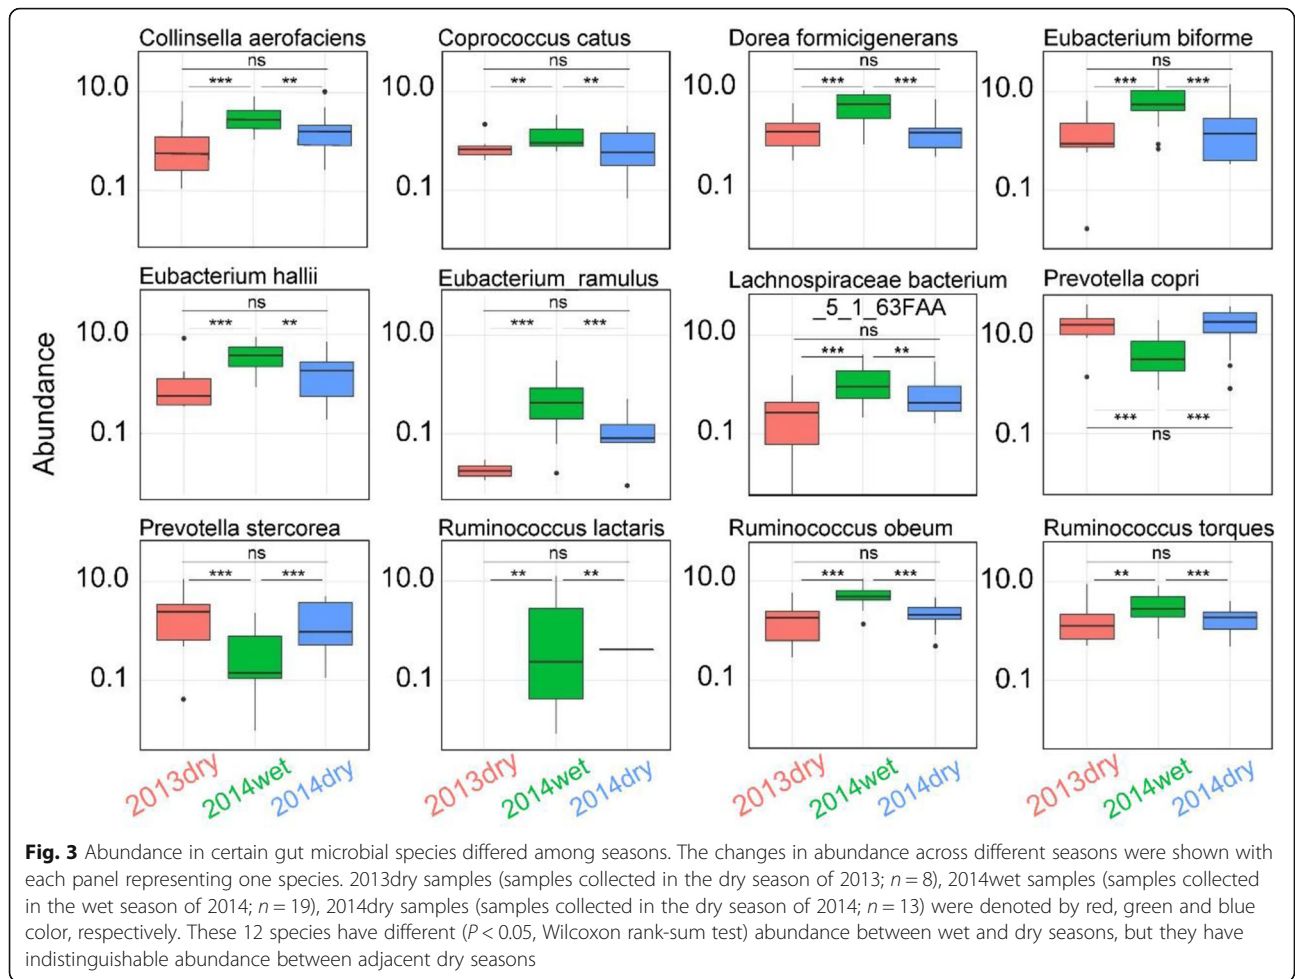 Collinsella aerofaciens
Coprococcus catus
Dorea formicigenerans
Eubacterium biforme
10.0
0.1
ns
*** **
10.0
0.1
ns
** **
10.0
0.1
ns
*** ***
10.0
0.1
ns
*** ***
Eubacterium hallii
Eubacterium_ramulus
Lachnospiraceae bacterium
_5_1_63FAA
Prevotella copri
Abundance
10.0
0.1
ns
*** **
10.0
0.1
ns
*** ***
10.0
0.1
ns
*** **
10.0
0.1
*** ***
ns
Prevotella stercorea
Ruminococcus lactaris
Ruminococcus obeum
Ruminococcus torques
10.0
0.1
ns
*** ***
10.0
0.1
ns
** **
10.0
0.1
ns
*** ***
10.0
0.1
ns
** ***
2013dry 2014wet 2014dry
2013dry 2014wet 2014dry
2013dry 2014wet 2014dry
2013dry 2014wet 2014dry
Fig. 3 Abundance in certain gut microbial species differed among seasons. The changes in abundance across different seasons were shown with
each panel representing one species. 2013dry samples (samples collected in the dry season of 2013; n = 8), 2014wet samples (samples collected
in the wet season of 2014; n = 19), 2014dry samples (samples collected in the dry season of 2014; n = 13) were denoted by red, green and blue
color, respectively. These 12 species have different (P < 0.05, Wilcoxon rank-sum test) abundance between wet and dry seasons, but they have
indistinguishable abundance between adjacent dry seasons